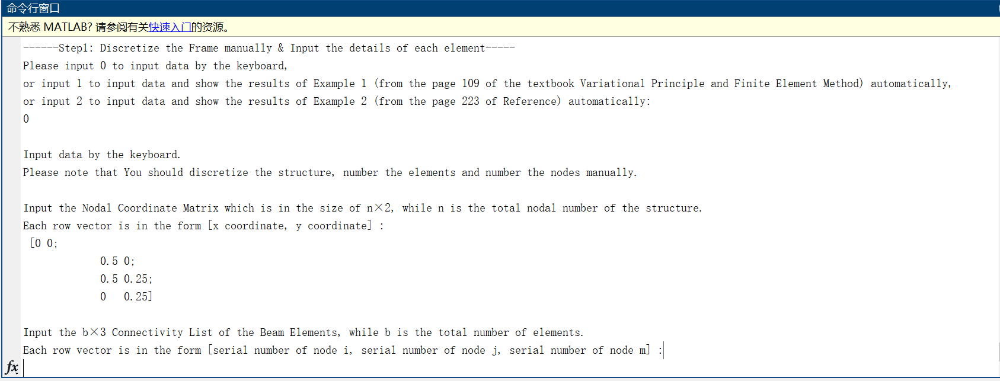 命令行窗口
不熟悉 MATLAB? 请参阅有关快速入门的资源。
------Step1: Discretize the Frame manually & Input the details of each element-----
Please input 0 to input data by the keyboard,
or input 1 to input data and show the results of Example 1 (from the page 109 of the textbook Variational Principle and Finite Element Method) automatically,
or input 2 to input data and show the results of Example 2 (from the page 223 of Reference) automatically:
0
Input data by the keyboard.
Please note that You should discretize the structure, number the elements and number the nodes manually.
Input the Nodal Coordinate Matrix which is in the size of n×2, while n is the total nodal number of the structure.
Each row vector is in the form [x coordinate, y coordinate] :
[0 0;
0.5 0;
0.5 0.25;
0   0.25]
Input the b×3 Connectivity List of the Beam Elements, while b is the total number of elements.
Each row vector is in the form [serial number of node i, serial number of node j, serial number of node m] :
fx